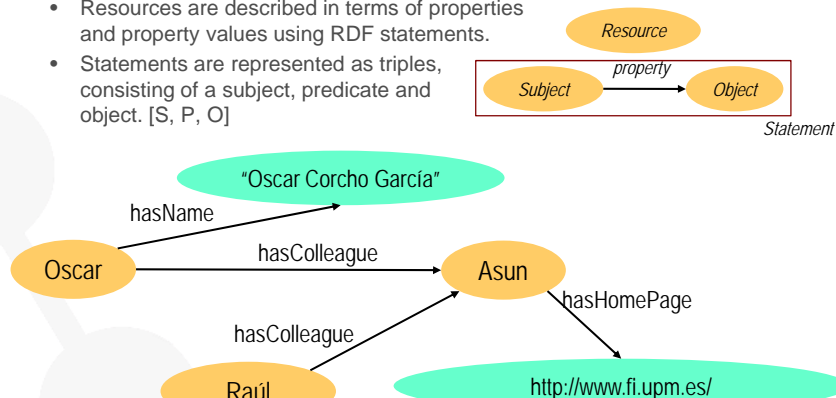 • Resources are described in terms of properties
and property values using RDF statements.
• Statements are represented as triples,
consisting of a subject, predicate and
object. [S, P, O]
Resource
property
Subject
Object
Statement
“Oscar Corcho García”
hasName
hasColleague
Oscar
Asun
hasHomePage
hasColleague
Raúl
http://www.fi.upm.es/